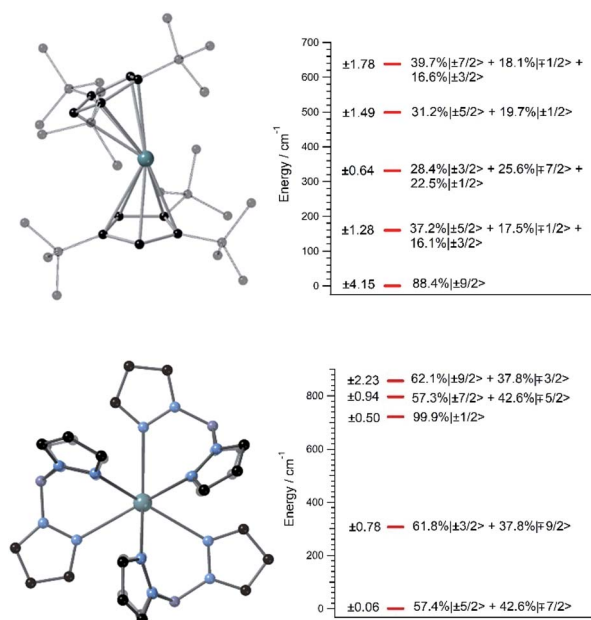 700
600
500
400
300
200
100
0
Energy / cm⁻¹
±1.78 39.7%|±7/2> + 18.1%|∓1/2> +
16.6%|±3/2>
±1.49 31.2%|±5/2> + 19.7%|±1/2>
±0.64 28.4%|±3/2> + 25.6%|∓7/2> +
22.5%|±1/2>
±1.28 37.2%|±5/2> + 17.5%|∓1/2> +
16.1%|±3/2>
±4.15 88.4%|±9/2>
800
600
400
200
0
Energy / cm⁻¹
±2.23 62.1%|±9/2> + 37.8%|∓3/2>
±0.94 57.3%|±7/2> + 42.6%|∓5/2>
±0.50 99.9%|±1/2>
±0.78 61.8%|±3/2> + 37.8%|∓9/2>
±0.06 57.4%|±5/2> + 42.6%|∓7/2>